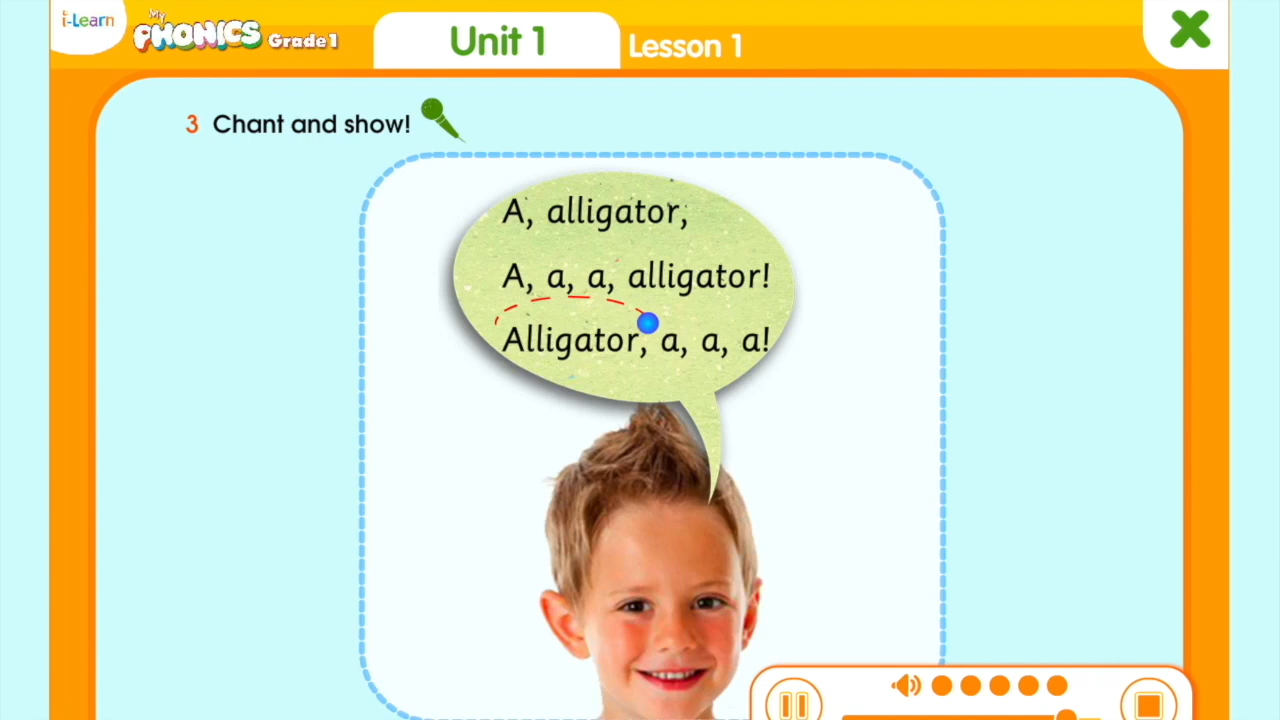 i-Learn
My
PHONICS Grade 1
Unit 1
Lesson 1
3 Chant and show!
A, alligator,
A, a, a, alligator!
Alligator, a, a, a!